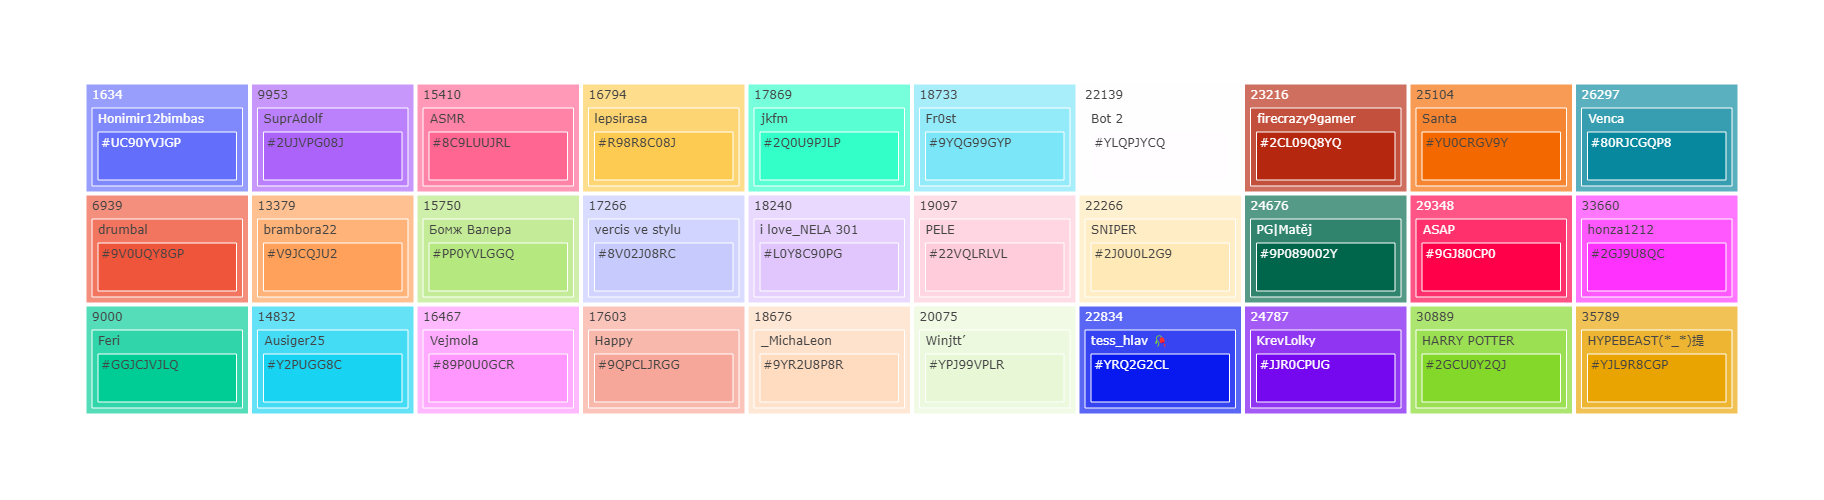 1634
Honimir12bimbas
#UC90YVJGP
9953
SuprAdolf
#2UJVPG08J
15410
ASMR
#8C9LUUJRL
16794
lepsirasa
#R98R8C08J
17869
jkfm
#2Q0U9PJLP
18733
Fr0st
#9YQG99GYP
22139
Bot 2
#YLQPJYCQ
23216
firecrazy9gamer
#2CL09Q8YQ
25104
Santa
#YU0CRGV9Y
26297
Venca
#80RJCGQP8
6939
drumbal
#9V0UQY8GP
13379
brambora22
#V9JCQJU2
15750
Бомж Валера
#PP0YVLGGQ
17266
vercis ve stylu
#8V02J08RC
18240
i love_NELA 301
#L0Y8C90PG
19097
PELE
#22VQLRLVL
22266
SNIPER
#2J0U0L2G9
24676
PG|Matěj
#9P089002Y
29348
ASAP
#9GJ80CP0
33660
honza1212
#2GJ9U8QC
9000
Feri
#GGJCJVJLQ
14832
Ausiger25
#Y2PUGG8C
16467
Vejmola
#89P0U0GCR
17603
Happy
#9QPCLJRGG
18676
_MichaLeon
#9YR2U8P8R
20075
Winjtt’
#YPJ99VPLR
22834
tess_hlav 🥀
#YRQ2G2CL
24787
KrevLolky
#JJR0CPUG
30889
HARRY POTTER
#2GCU0Y2QJ
35789
HYPEBEAST(*_*)提
#YJL9R8CGP